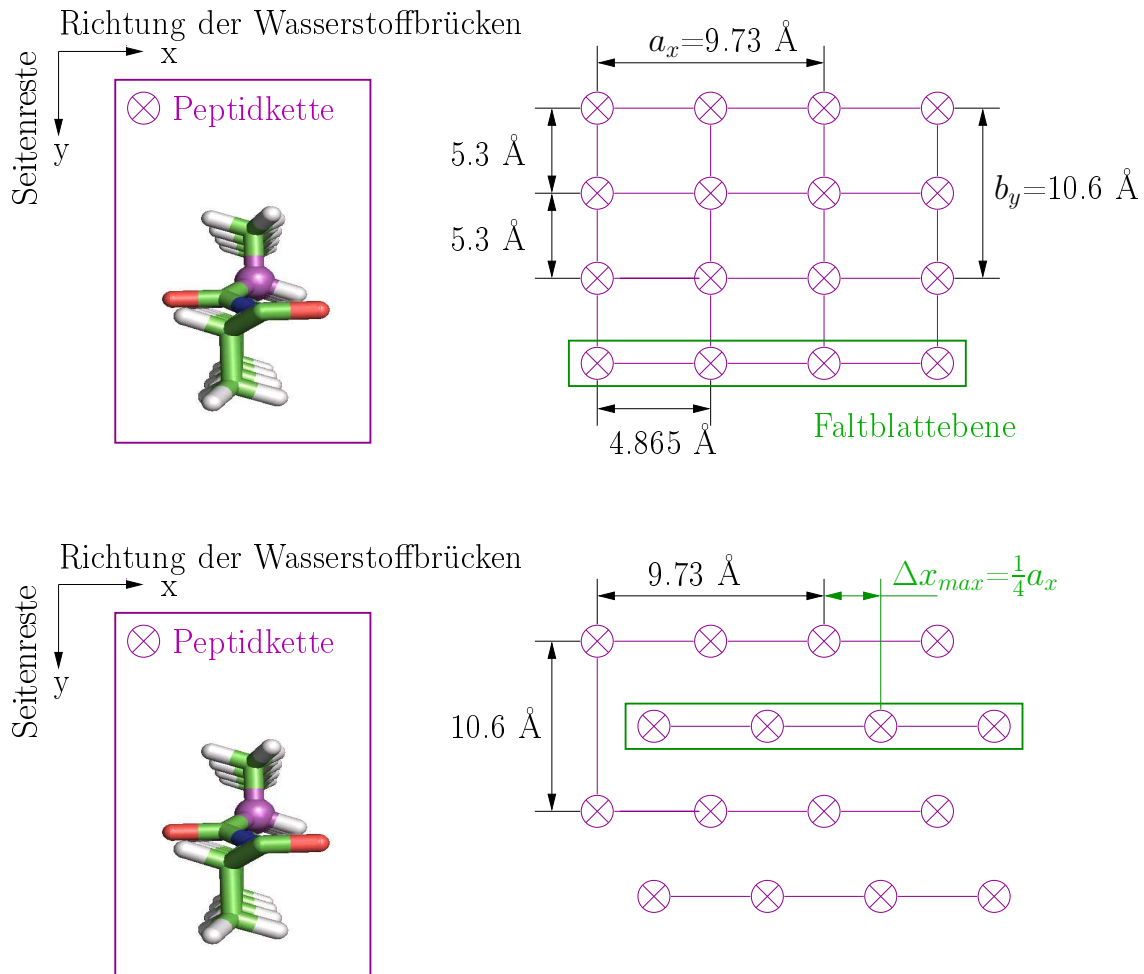 Richtung der Wasserstoffbrücken
x
Seitenreste
y
Peptidkette
a_x=9.73 Å
5.3 Å
5.3 Å
b_y=10.6 Å
4.865 Å
Faltblattebene
Richtung der Wasserstoffbrücken
x
Seitenreste
y
Peptidkette
9.73 Å
Δx_max=¼a_x
10.6 Å